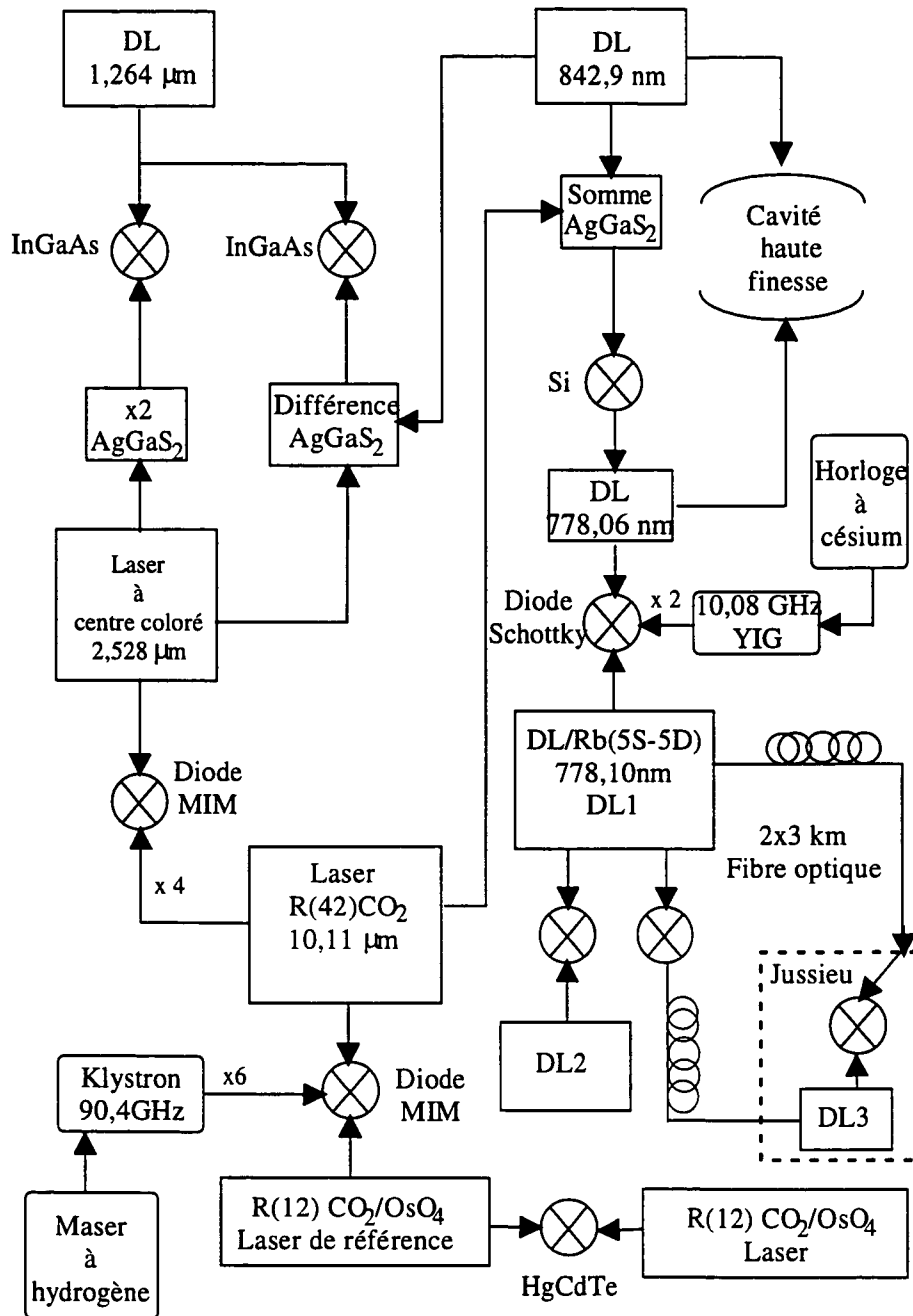 DL
1,264 µm
DL
842,9 nm
InGaAs
InGaAs
Somme
AgGaS2
Cavité
haute
finesse
Si
x2
AgGaS2
Différence
AgGaS2
DL
778,06 nm
Horloge
à
césium
Laser
à
centre coloré
2,528 µm
Diode
Schottky
x 2
10,08 GHz
YIG
Diode
MIM
DL/Rb(5S-5D)
778,10nm
DL1
2x3 km
Fibre optique
x 4
Laser
R(42)CO2
10,11 µm
Jussieu
DL2
DL3
Klystron
90,4GHz
x6
Diode
MIM
Maser
à
hydrogène
R(12) CO2/OsO4
Laser de référence
HgCdTe
R(12) CO2/OsO4
Laser